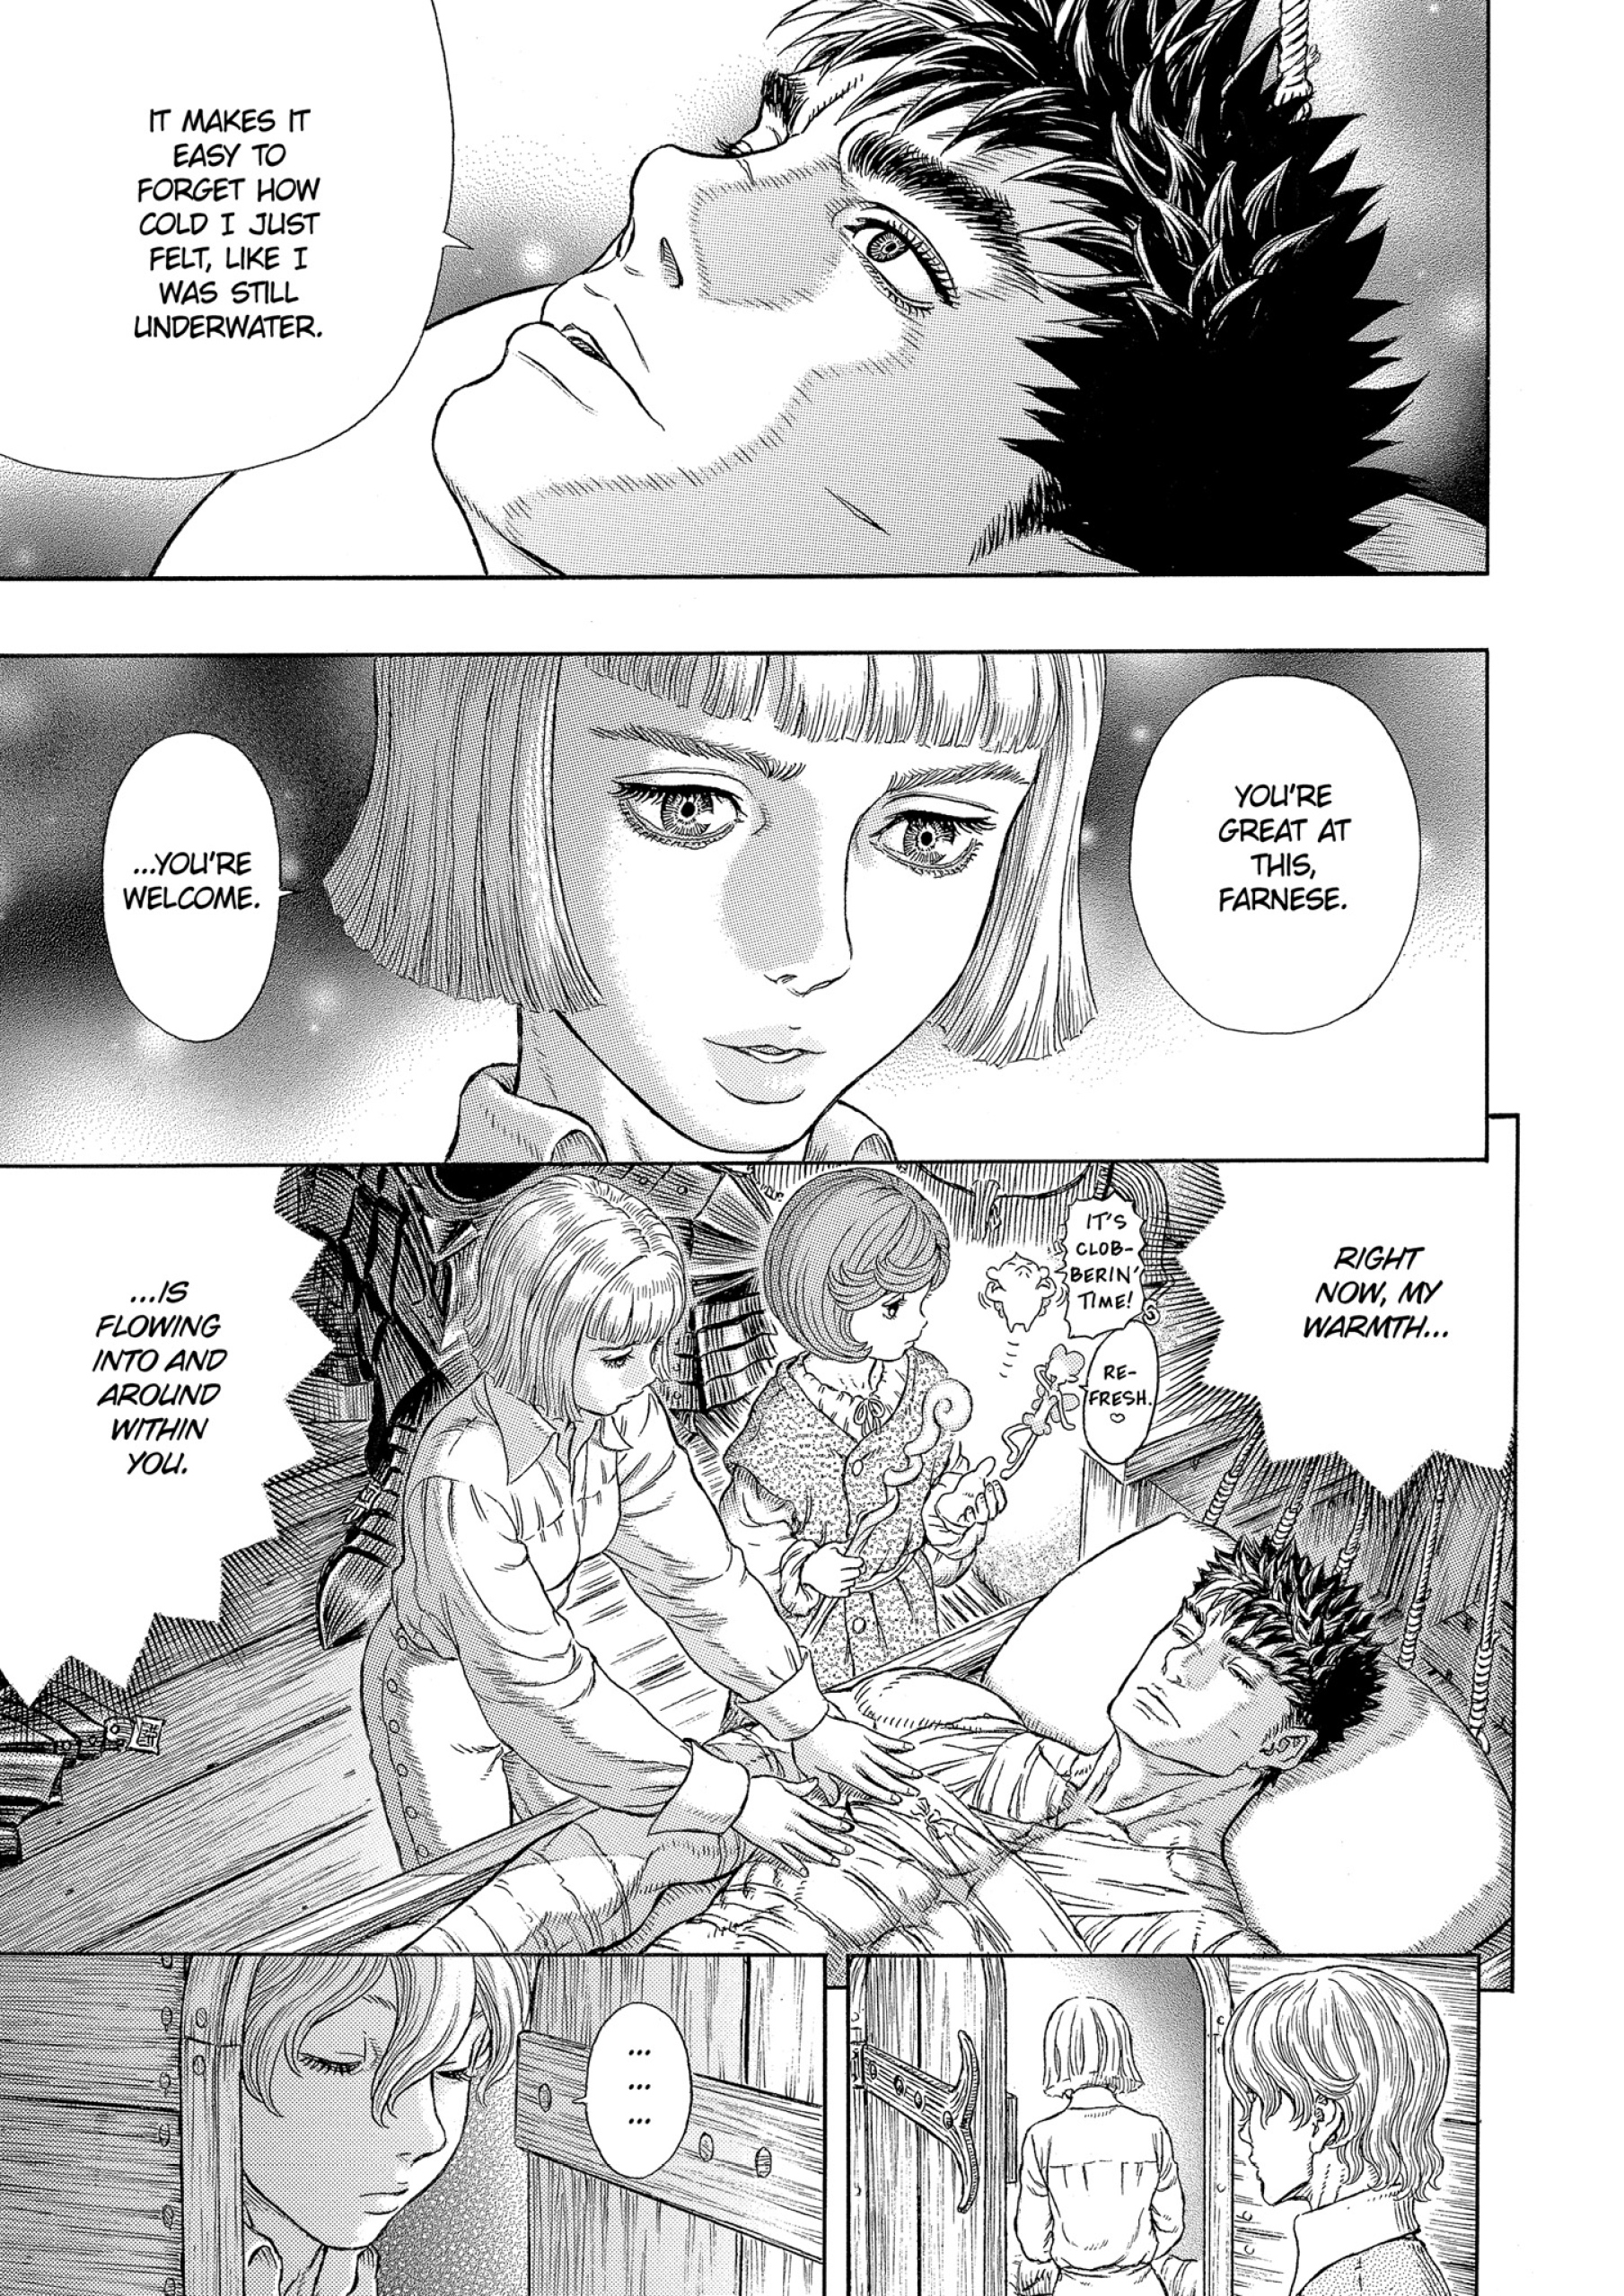 IT MAKES IT
EASY TO
FORGET HOW
COLD I JUST
FELT, LIKE I
WAS STILL
UNDERWATER.
YOU'RE
GREAT AT
THIS,
FARNESE.
...YOU'RE
WELCOME.
RIGHT
NOW, MY
WARMTH...
IT'S
CLOB-
BERIN'
TIME!
RE-
FRESH.
♡
...IS
FLOWING
INTO AND
AROUND
WITHIN
YOU.
...
...
...